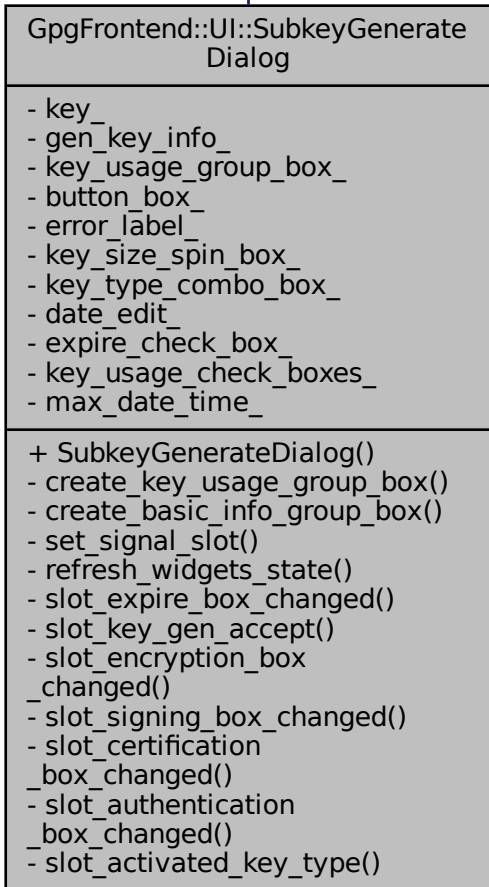 GpgFrontend::UI::SubkeyGenerate
Dialog
- key_
- gen_key_info_
- key_usage_group_box_
- button_box_
- error_label_
- key_size_spin_box_
- key_type_combo_box_
- date_edit_
- expire_check_box_
- key_usage_check_boxes_
- max_date_time_
+ SubkeyGenerateDialog()
- create_key_usage_group_box()
- create_basic_info_group_box()
- set_signal_slot()
- refresh_widgets_state()
- slot_expire_box_changed()
- slot_key_gen_accept()
- slot_encryption_box
_changed()
- slot_signing_box_changed()
- slot_certification
_box_changed()
- slot_authentication
_box_changed()
- slot_activated_key_type()